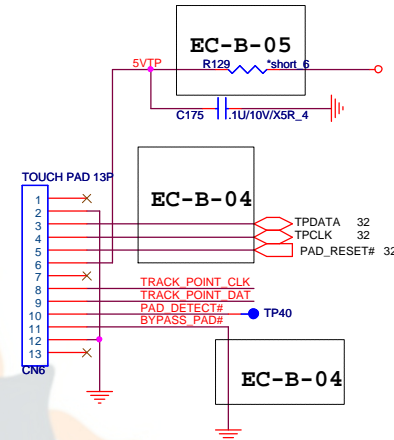 EC-B-05
5VTP R129 *short_6
C175 .1U/10V/X5R_4
TOUCH PAD 13P
EC-B-04
1
2
3 TPDATA 32
4 TPCLK 32
5 PAD_RESET# 32
6
7
8 TRACK_POINT_CLK
9 TRACK_POINT_DAT
10 PAD_DETECT# TP40
11 BYPASS_PAD#
12
13
CN6
EC-B-04